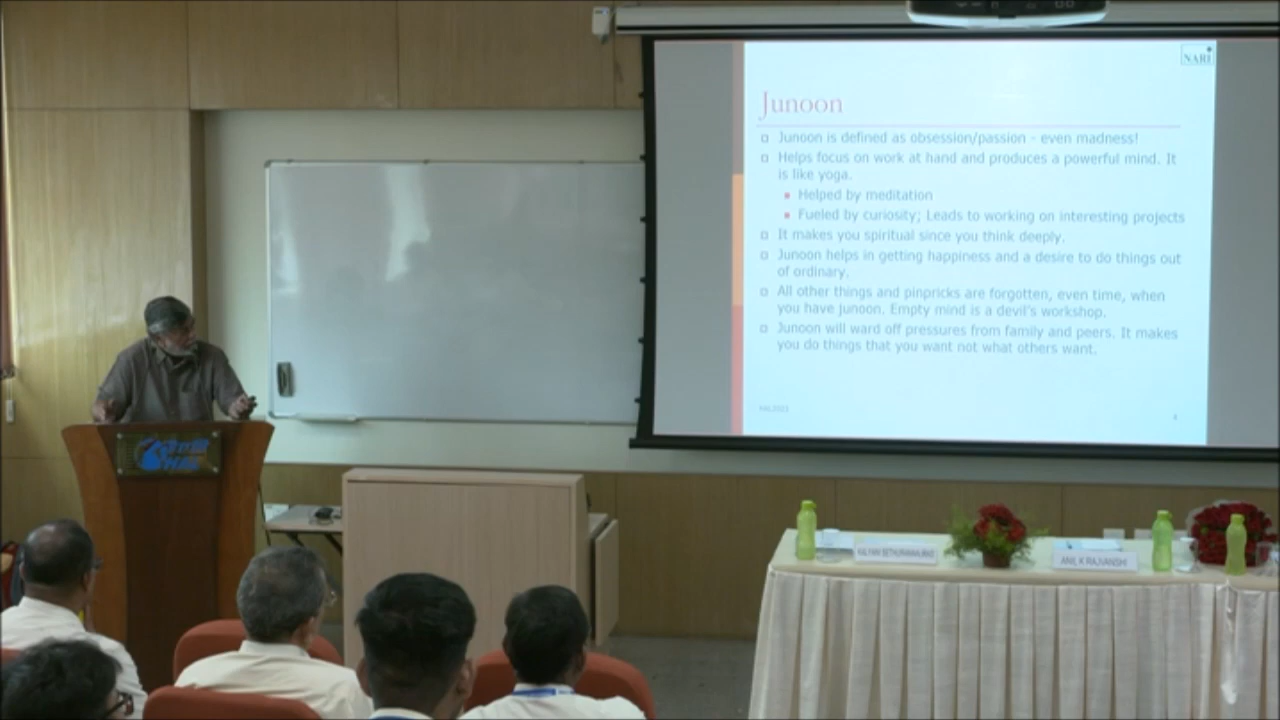 NARI
Junoon
Junoon is defined as obsession/passion - even madness!
Helps focus on work at hand and produces a powerful mind. It
is like yoga.
Helped by meditation
Fueled by curiosity; Leads to working on interesting projects
It makes you spiritual since you think deeply.
Junoon helps in getting happiness and a desire to do things out
of ordinary.
All other things and pinpricks are forgotten, even time, when
you have junoon. Empty mind is a devil's workshop.
Junoon will ward off pressures from family and peers. It makes
you do things that you want not what others want.
ANIL K RAJVANSHI